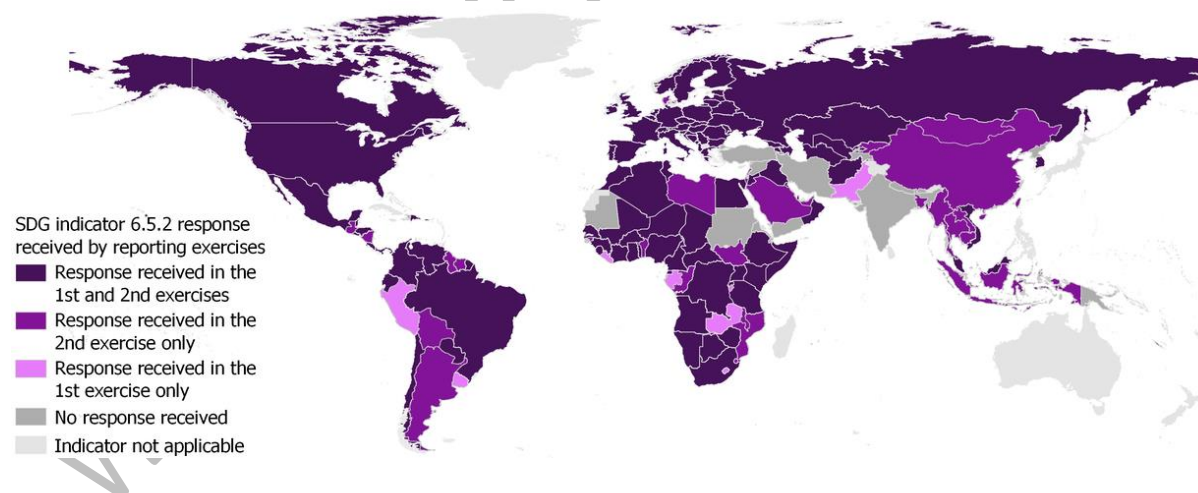 SDG indicator 6.5.2 response
received by reporting exercises
Response received in the
1st and 2nd exercises
Response received in the
2nd exercise only
Response received in the
1st exercise only
No response received
Indicator not applicable